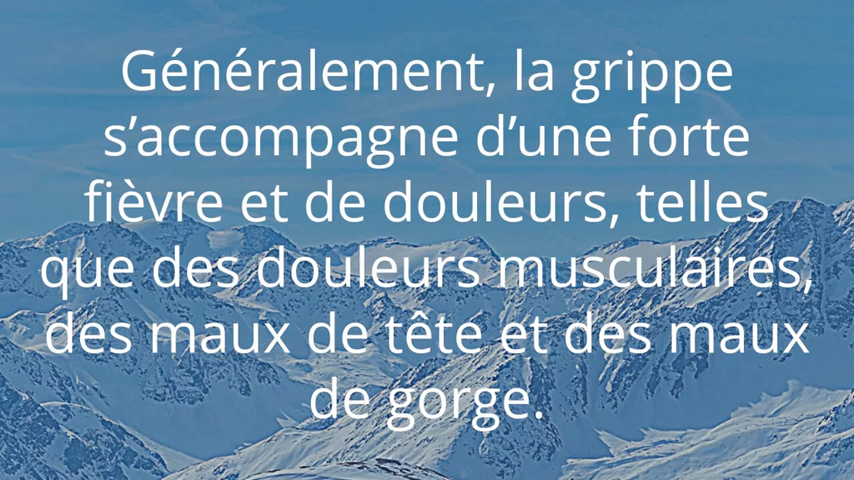 Généralement, la grippe
s’accompagne d’une forte
fièvre et de douleurs, telles
que des douleurs musculaires,
des maux de tête et des maux
de gorge.